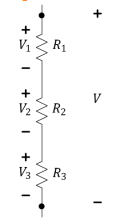 + +
V₁ R₁
−
+
V₂ R₂ V
−
+
V₃ R₃
− −